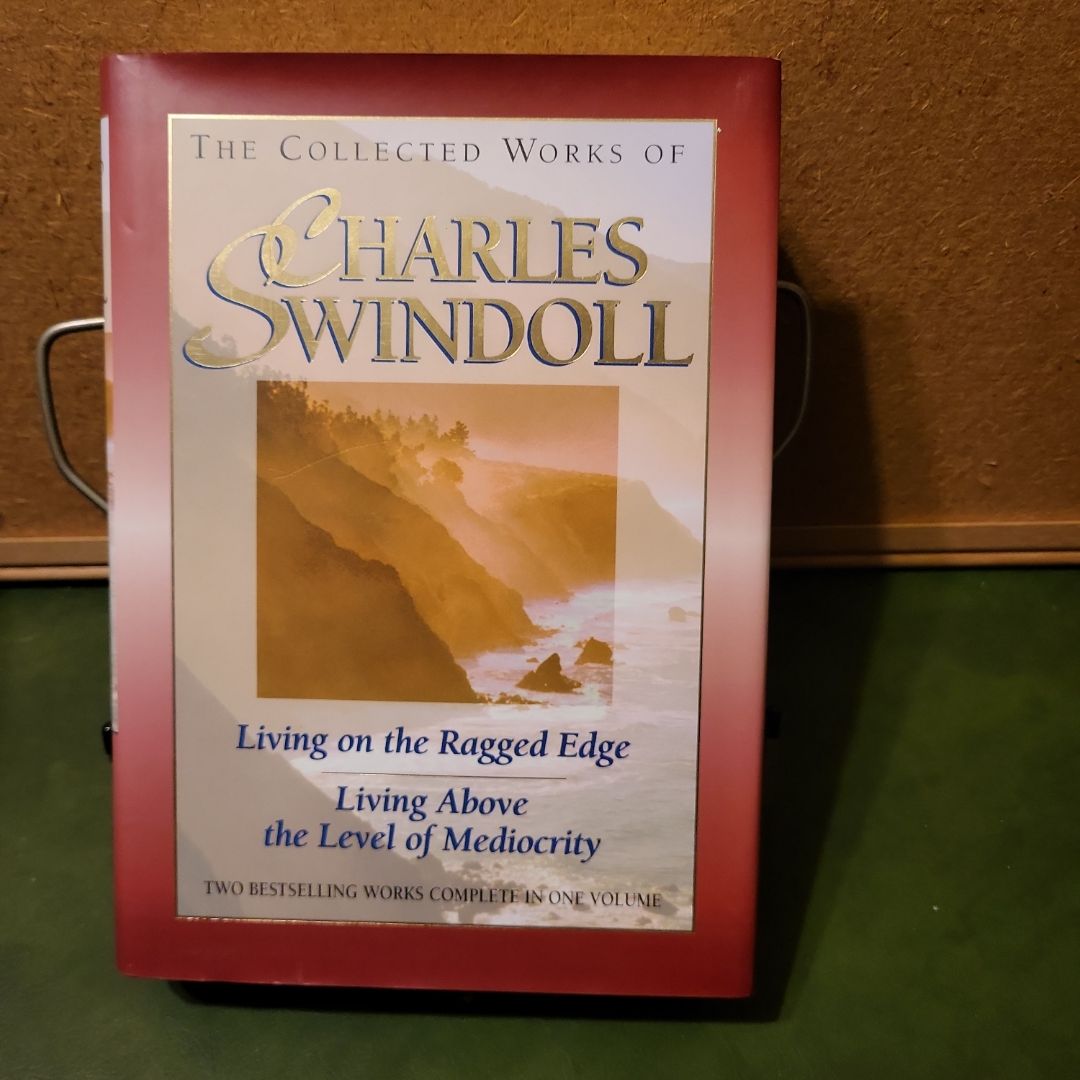 The Collected Works of
Charles
Swindoll
Living on the Ragged Edge
Living Above
the Level of Mediocrity
TWO BESTSELLING WORKS COMPLETE IN ONE VOLUME